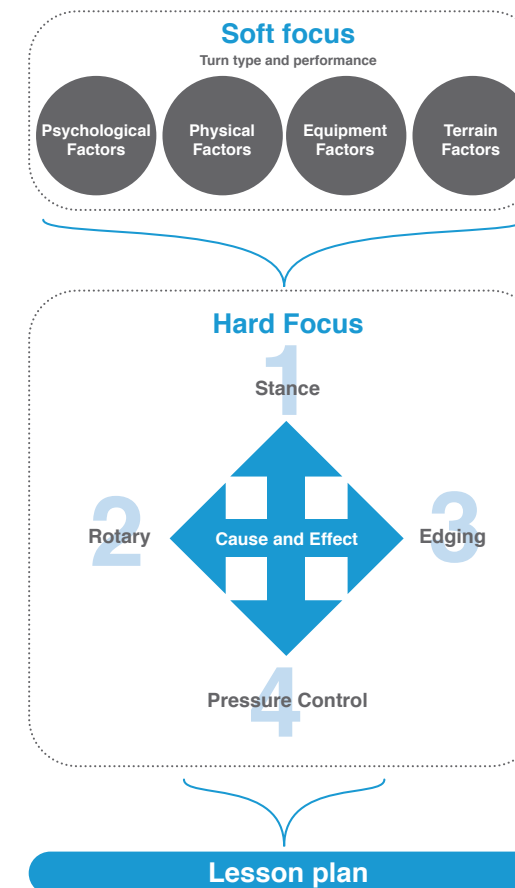 Soft focus
Turn type and performance
Psychological
Factors
Physical
Factors
Equipment
Factors
Terrain
Factors
Hard Focus
1
Stance
2
Rotary
Cause and Effect
3
Edging
4
Pressure Control
Lesson plan